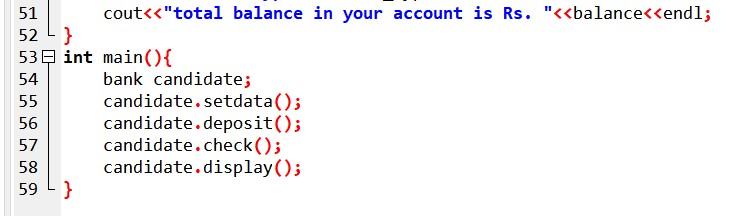 51 cout<<"total balance in your account is Rs. "<<balance<<endl;
52 }
53 int main(){
54 bank candidate;
55 candidate.setdata();
56 candidate.deposit();
57 candidate.check();
58 candidate.display();
59 }